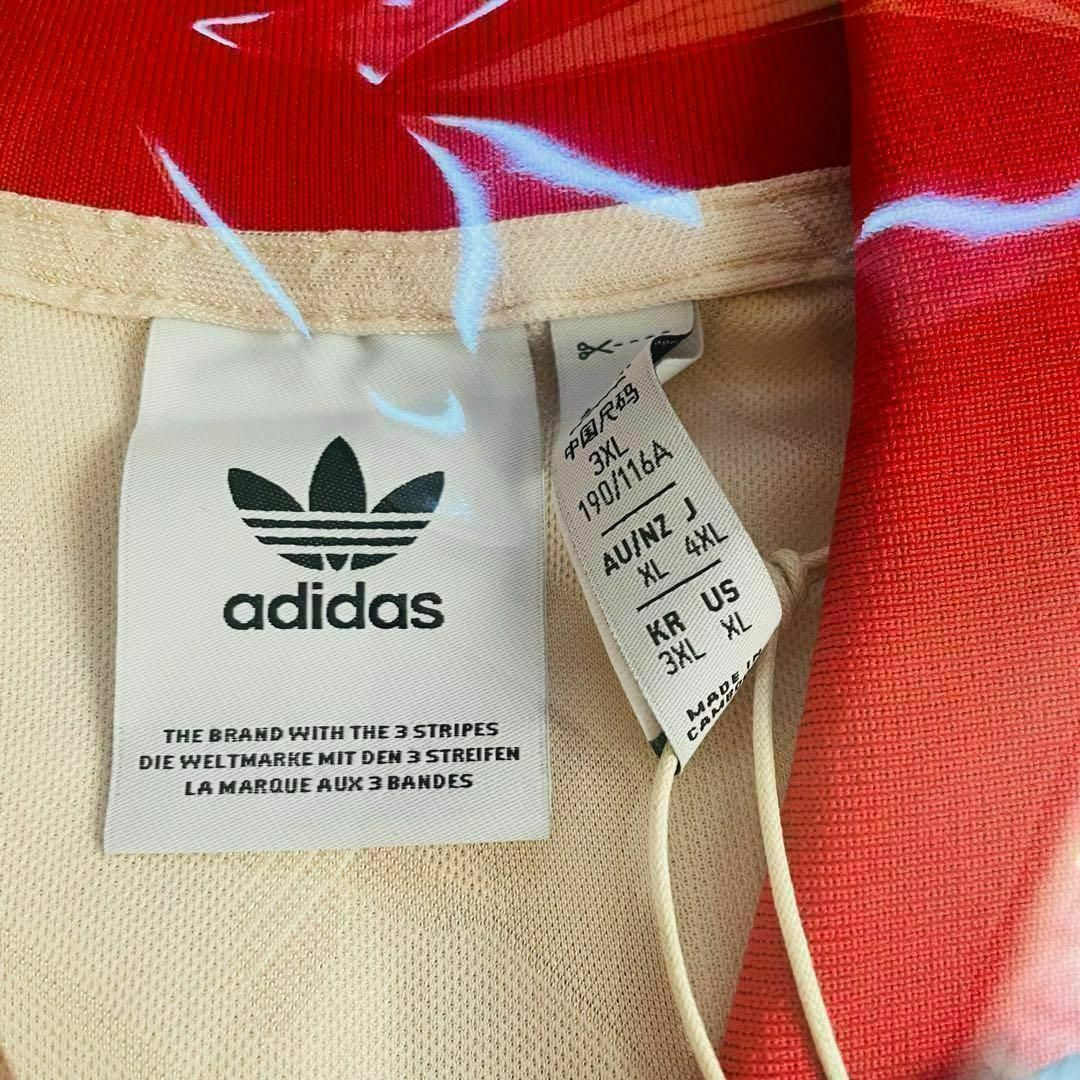 adidas
THE BRAND WITH THE 3 STRIPES
DIE WELTMARKE MIT DEN 3 STREIFEN
LA MARQUE AUX 3 BANDES
中国尺码
3XL
190/116A
AU/NZ J
XL 4XL
KR US
3XL XL
MADE IN